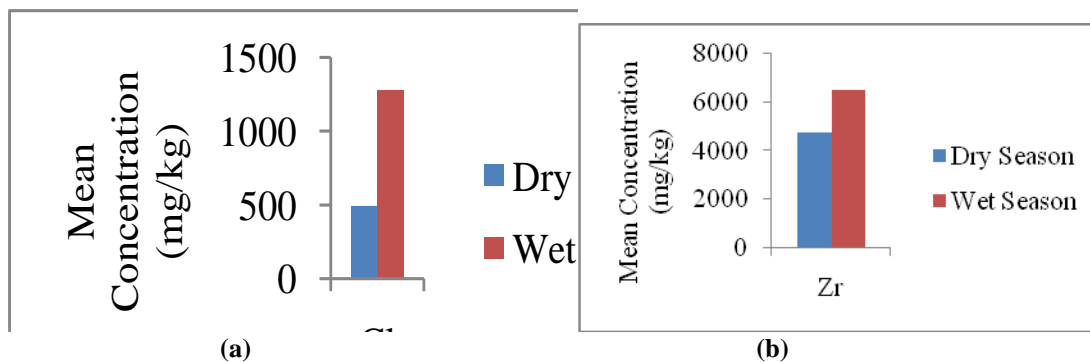 Mean
Concentration
(mg/kg)
1500
1000
500
0
Dry
Wet
(a)
Mean Concentration
(mg/kg)
8000
6000
4000
2000
0
Dry Season
Wet Season
Zr
(b)